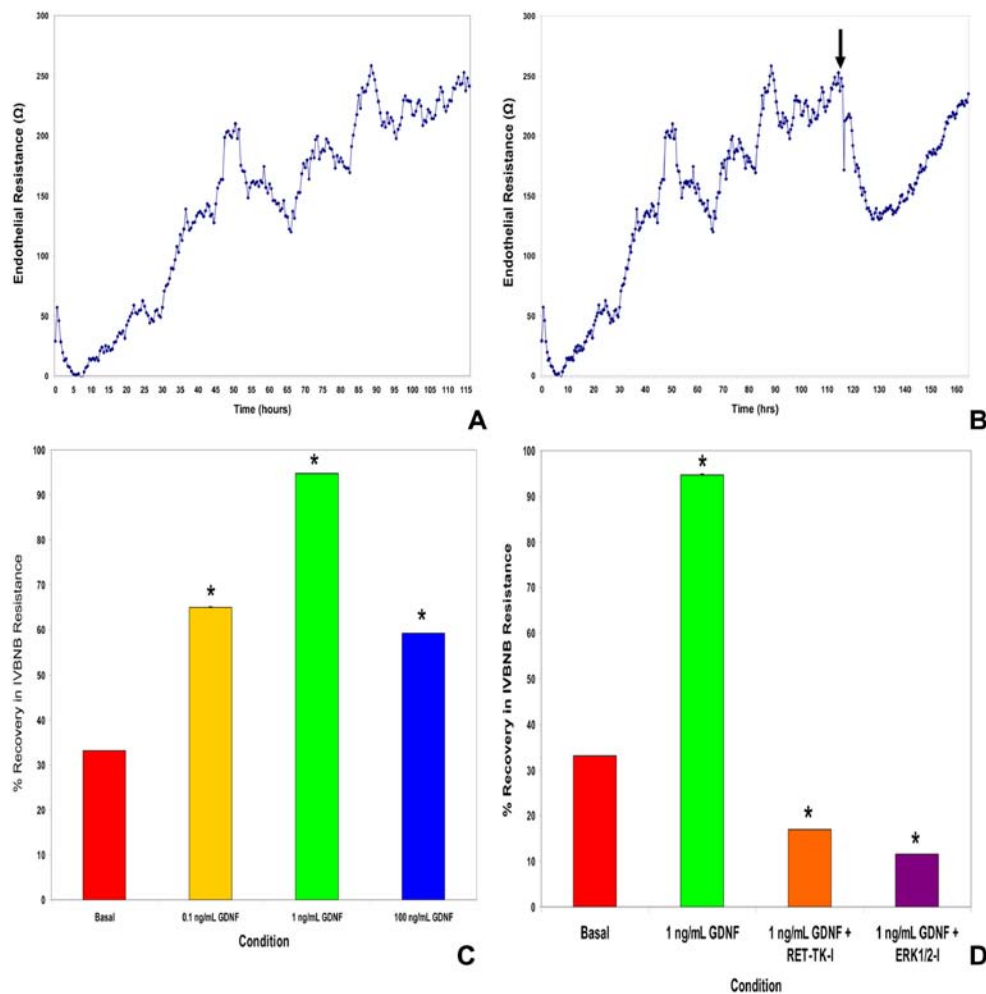 300
250
200
150
100
50
0
Endothelial Resistance (Ω)
0 5 10 15 20 25 30 35 40 45 50 55 60 65 70 75 80 85 90 95 100 105 110 115
Time (hours)
A
300
250
200
150
100
50
0
Endothelial Resistance (Ω)
0 10 20 30 40 50 60 70 80 90 100 110 120 130 140 150 160
Time (hrs)
B
100
90
80
70
60
50
40
30
20
10
0
% Recovery in IVBNB Resistance
*
*
*
Basal 0.1 ng/mL GDNF 1 ng/mL GDNF 100 ng/mL GDNF
Condition
C
100
90
80
70
60
50
40
30
20
10
0
% Recovery in IVBNB Resistance
*
*
*
Basal 1 ng/mL GDNF 1 ng/mL GDNF + 1 ng/mL GDNF +
RET-TK-I ERK1/2-I
Condition
D